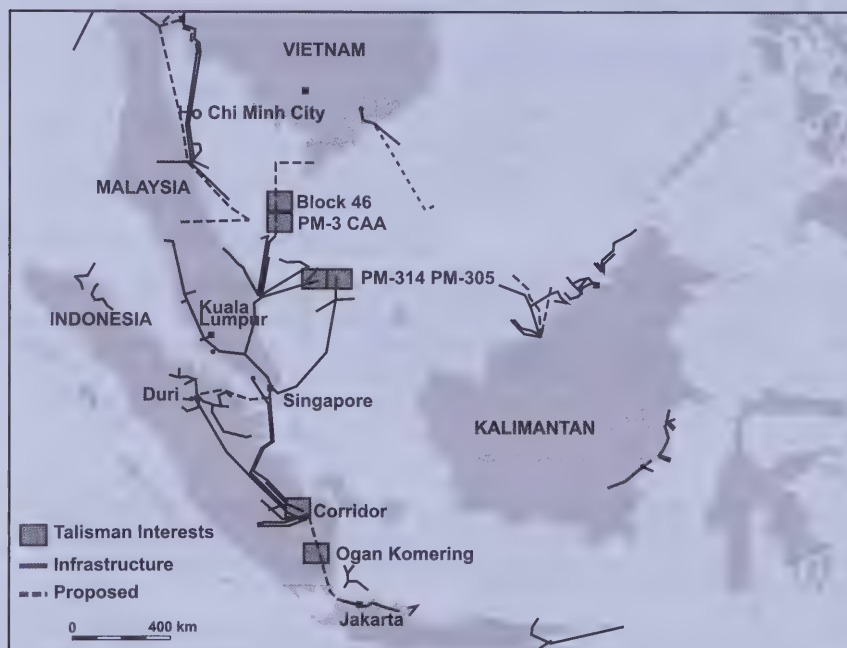 VIETNAM
Ho Chi Minh City
MALAYSIA
Block 46
PM-3 CAA
PM-314 PM-305
Kuala
Lumpur
INDONESIA
Duri
Singapore
KALIMANTAN
Corridor
Talisman Interests
Infrastructure
Ogan Komering
Proposed
0 400 km
Jakarta